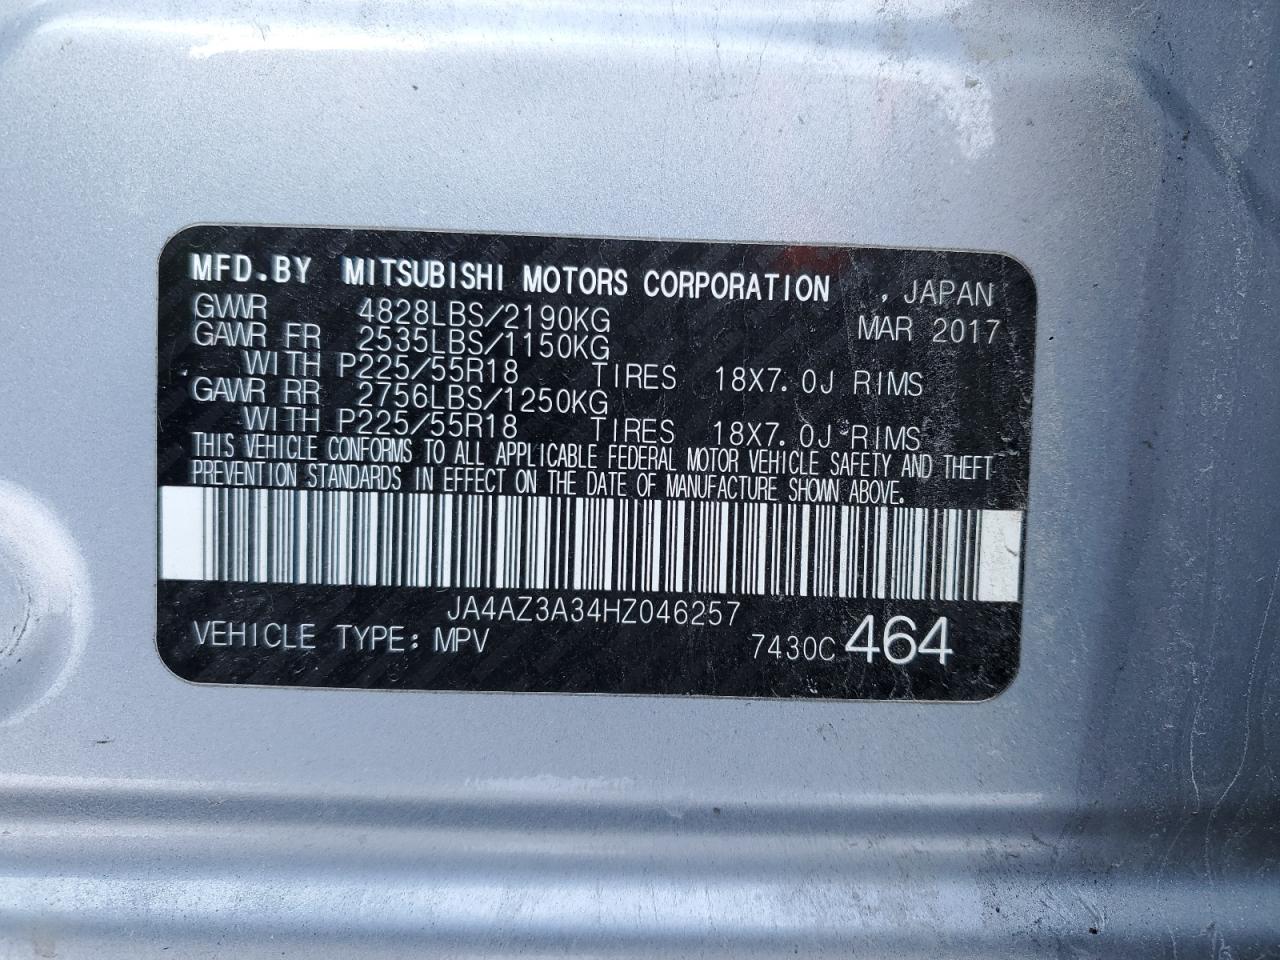 MFD.BY MITSUBISHI MOTORS CORPORATION , JAPAN
GVWR 4828LBS/2190KG MAR 2017
GAWR FR 2535LBS/1150KG
WITH P225/55R18 TIRES 18X7.0J RIMS
GAWR RR 2756LBS/1250KG
WITH P225/55R18 TIRES 18X7.0J RIMS
THIS VEHICLE CONFORMS TO ALL APPLICABLE FEDERAL MOTOR VEHICLE SAFETY AND THEFT
PREVENTION STANDARDS IN EFFECT ON THE DATE OF MANUFACTURE SHOWN ABOVE.
JA4AZ3A34HZ046257
VEHICLE TYPE: MPV 7430C 464